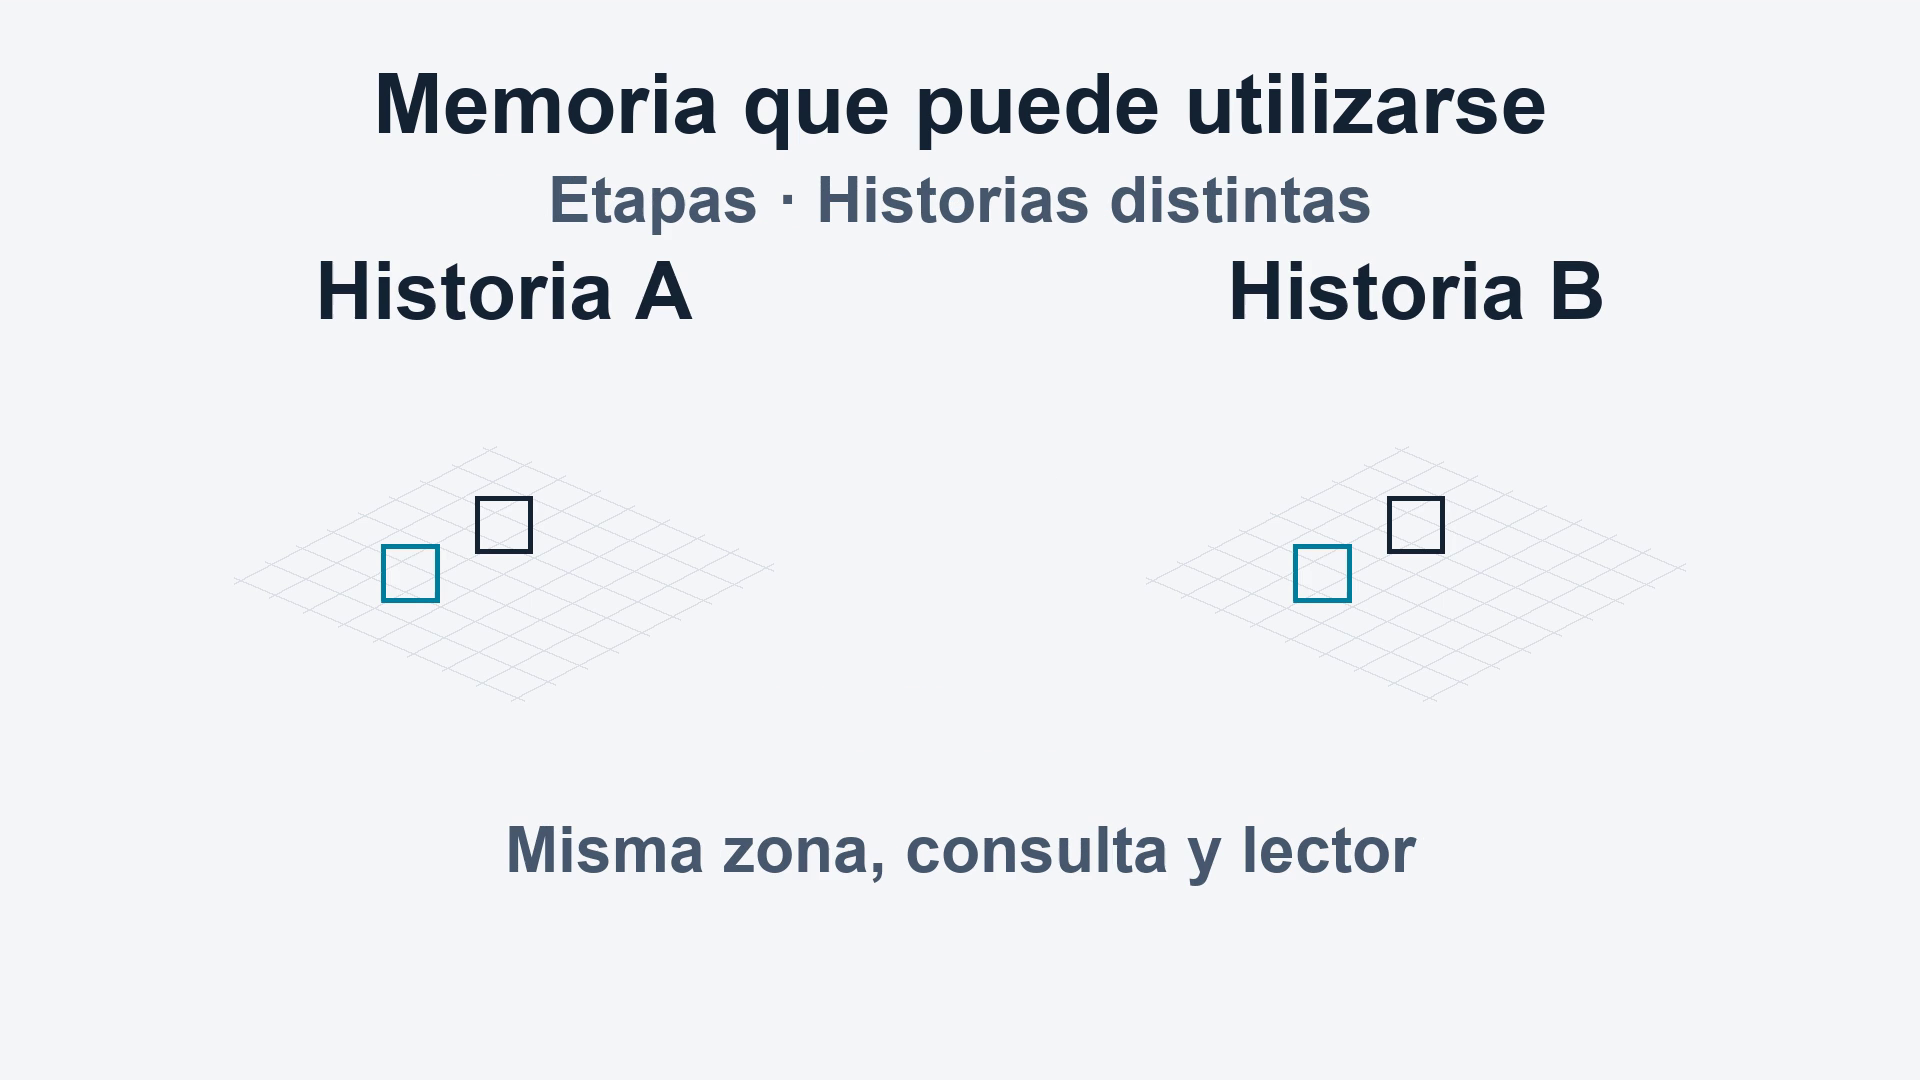 Memoria que puede utilizarse
Etapas · Historias distintas
Historia A
Historia B
Misma zona, consulta y lector